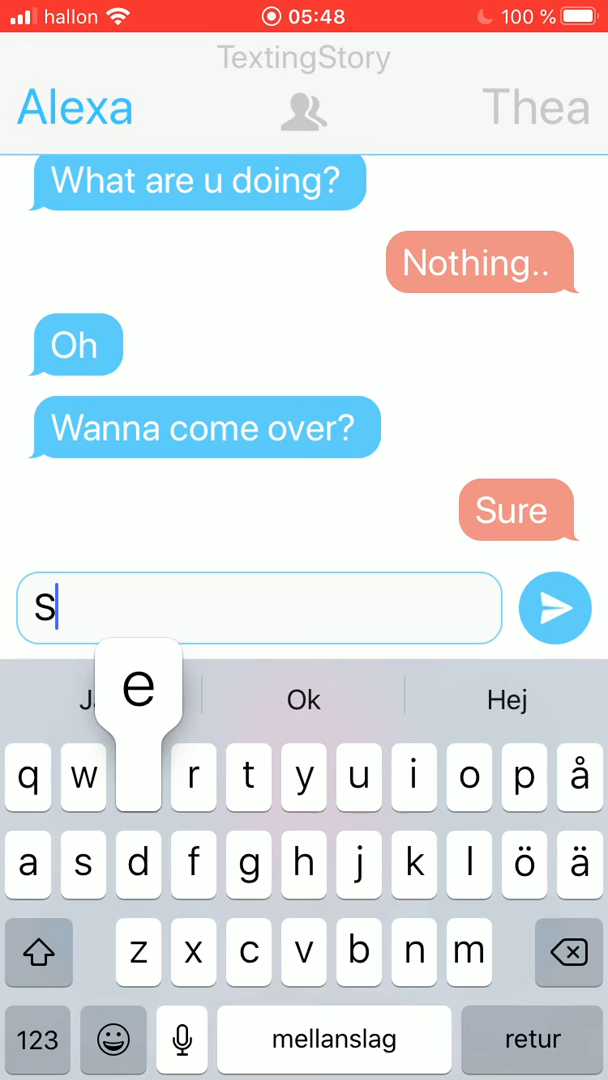 hallon 05:48 100 %
TextingStory
Alexa Thea
What are u doing?
Nothing..
Oh
Wanna come over?
Sure
S
e
Ok Hej
q w r t y u i o p å
a s d f g h j k l ö ä
z x c v b n m
123 mellanslag retur